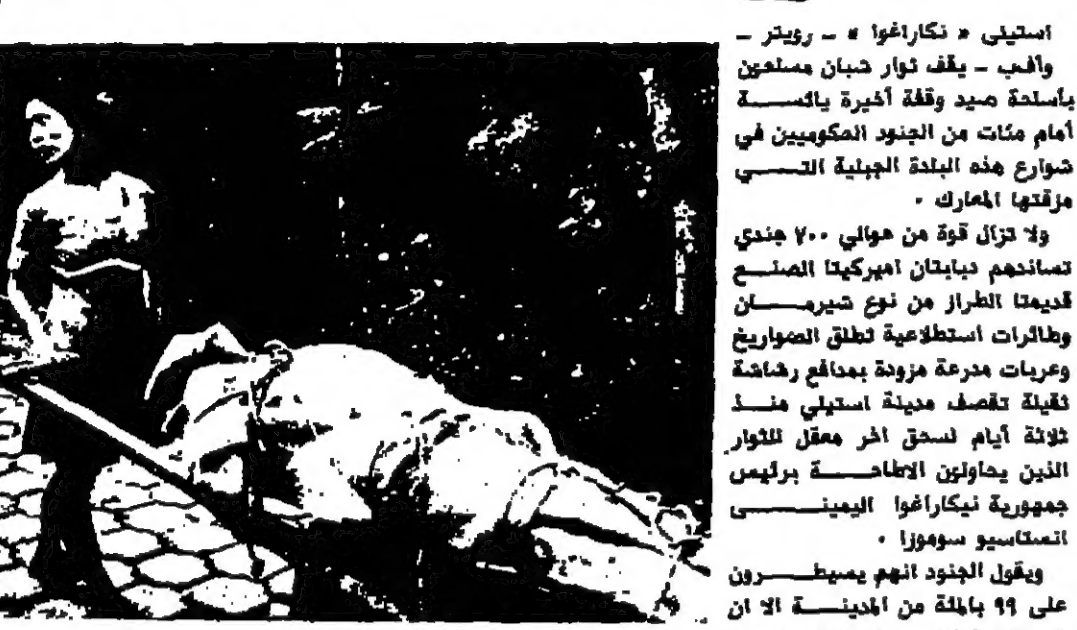 استيلي « نكاراغوا » ـ رويتر ـ
وأف‌ب ـ يقف ثوار شبان مسلحون
بأسلحة صيد وقفة أخيرة يائسة
أمام مئات من الجنود الحكوميين في
شوارع هذه البلدة الجبلية التي
مزقتها المعارك ٠
ولا تزال قوة من حوالي ٧٠٠ جندي
تساندهم دبابتان اميركيتا الصنع
قديمتا الطراز من نوع شيرمان
وطائرات استطلاعية تطلق الصواريخ
وعربات مدرعة مزودة بمدافع رشاشة
ثقيلة تقصف مدينة استيلي منذ
ثلاثة أيام لسحق اخر معقل للثوار
الذين يحاولون الاطاحة برئيس
جمهورية نيكاراغوا اليميني
انستاسيو سوموزا ٠
ويقول الجنود انهم يسيطرون
على ٩٩ بالمئة من المدينة الا ان